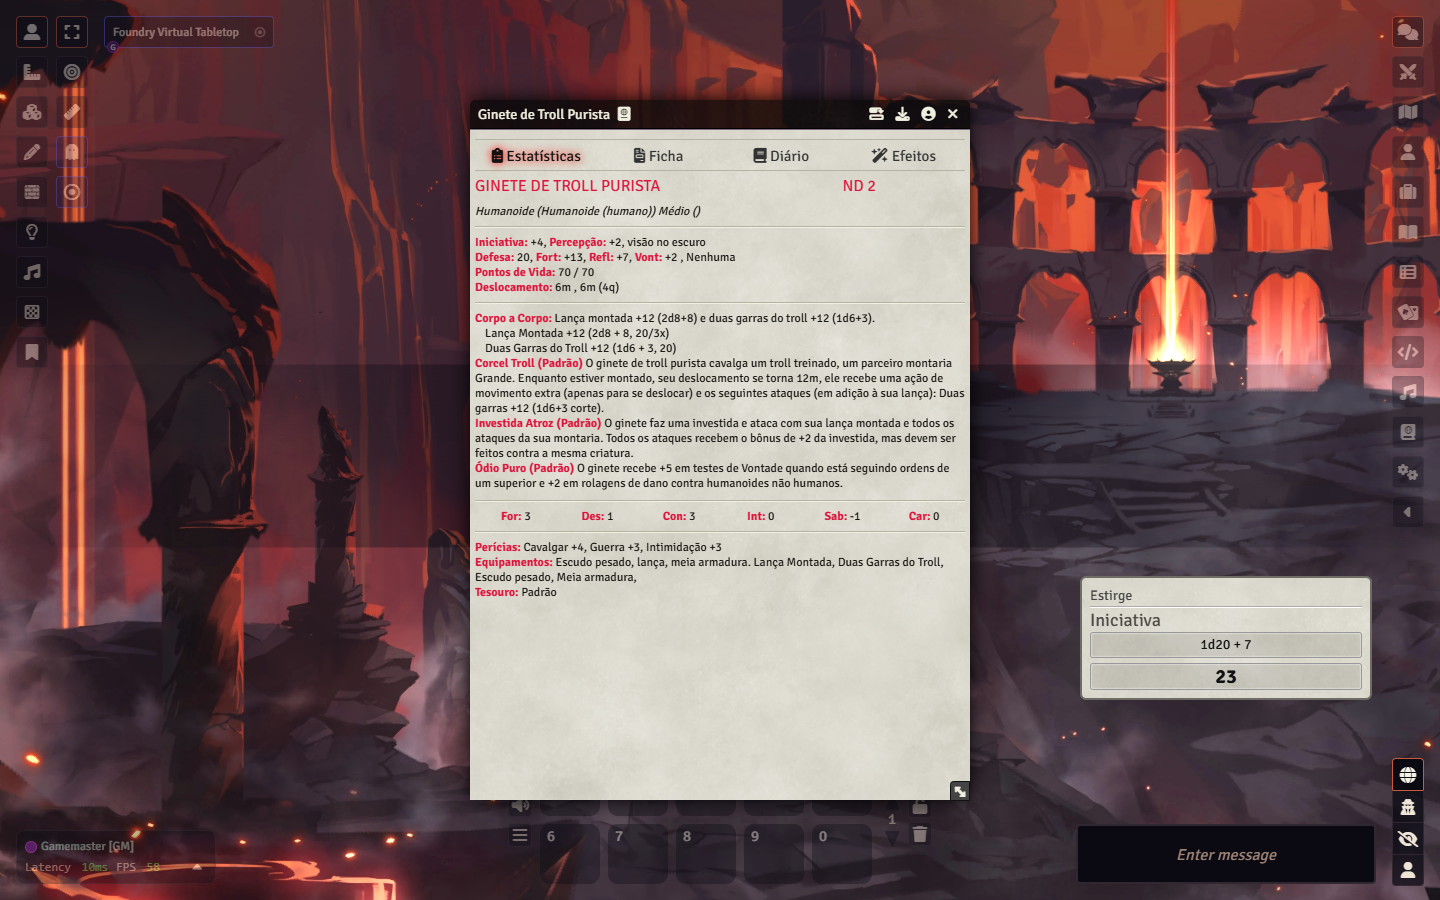 Foundry Virtual Tabletop
G
Ginete de Troll Purista
Estatísticas
Ficha
Diário
Efeitos
GINETE DE TROLL PURISTA
ND 2
Humanoide (Humanoide (humano)) Médio ()
Iniciativa: +4, Percepção: +2, visão no escuro
Defesa: 20, Fort: +13, Refl: +7, Vont: +2 , Nenhuma
Pontos de Vida: 70 / 70
Deslocamento: 6m , 6m (4q)
Corpo a Corpo: Lança montada +12 (2d8+8) e duas garras do troll +12 (1d6+3).
Lança Montada +12 (2d8 + 8, 20/3x)
Duas Garras do Troll +12 (1d6 + 3, 20)
Corcel Troll (Padrão) O ginete de troll purista cavalga um troll treinado, um parceiro montaria
Grande. Enquanto estiver montado, seu deslocamento se torna 12m, ele recebe uma ação de
movimento extra (apenas para se deslocar) e os seguintes ataques (em adição à sua lança): Duas
garras +12 (1d6+3 corte).
Investida Atroz (Padrão) O ginete faz uma investida e ataca com sua lança montada e todos os
ataques da sua montaria. Todos os ataques recebem o bônus de +2 da investida, mas devem ser
feitos contra a mesma criatura.
Ódio Puro (Padrão) O ginete recebe +5 em testes de Vontade quando está seguindo ordens de
um superior e +2 em rolagens de dano contra humanoides não humanos.
For: 3
Des: 1
Con: 3
Int: 0
Sab: -1
Car: 0
Perícias: Cavalgar +4, Guerra +3, Intimidação +3
Equipamentos: Escudo pesado, lança, meia armadura. Lança Montada, Duas Garras do Troll,
Escudo pesado, Meia armadura,
Tesouro: Padrão
Estirge
Iniciativa
1d20 + 7
23
1
6
7
8
9
0
Gamemaster [GM]
Latency 10ms FPS 58
Enter message